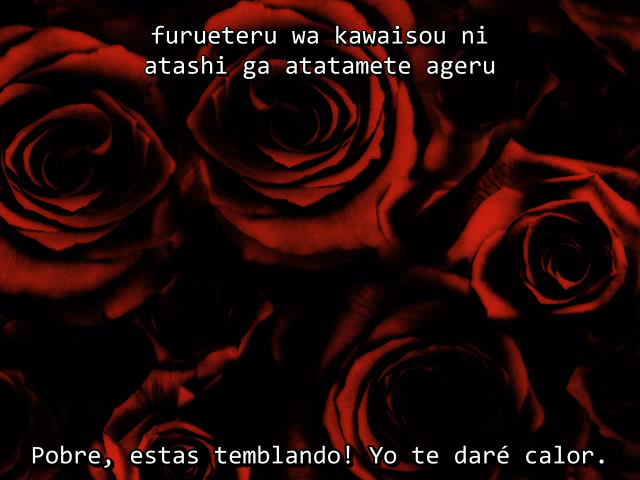 furueteru wa kawaisou ni
atashi ga atatamete ageru
Pobre, estas temblando! Yo te daré calor.